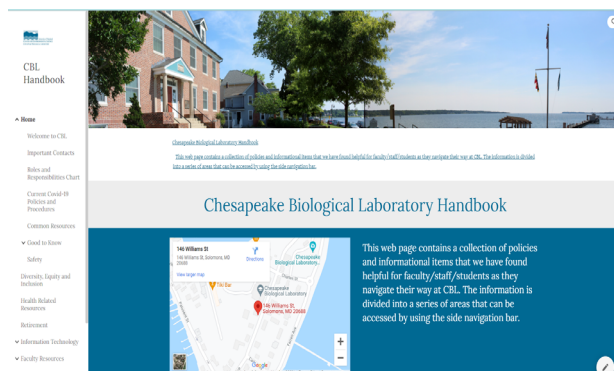 CBL
Handbook
Home
Welcome to CBL
Important Contacts
Roles and
Responsibilities Chart
Current Covid-19
Policies and
Procedures
Common Resources
Good to Know
Safety
Diversity, Equity and
Inclusion
Health Related
Resources
Retirement
Information Technology
Faculty Resources
Chesapeake Biological Laboratory Handbook
This web page contains a collection of policies and informational items that we have found helpful for faculty/staff/students as they navigate their way at CBL. The information is divided
into a series of areas that can be accessed by using the side navigation bar.
Chesapeake Biological Laboratory Handbook
146 Williams St
146 Williams St, Solomons, MD
20688
Directions
View larger map
Chesapeake
Biological Laboratory...
Tiki Bar
Charles St
Chesapeake
Biological Laboratory
146 Williams St,
Solomons, MD 20688
Google
+
−
This web page contains a collection of policies
and informational items that we have found
helpful for faculty/staff/students as they
navigate their way at CBL. The information is
divided into a series of areas that can be
accessed by using the side navigation bar.